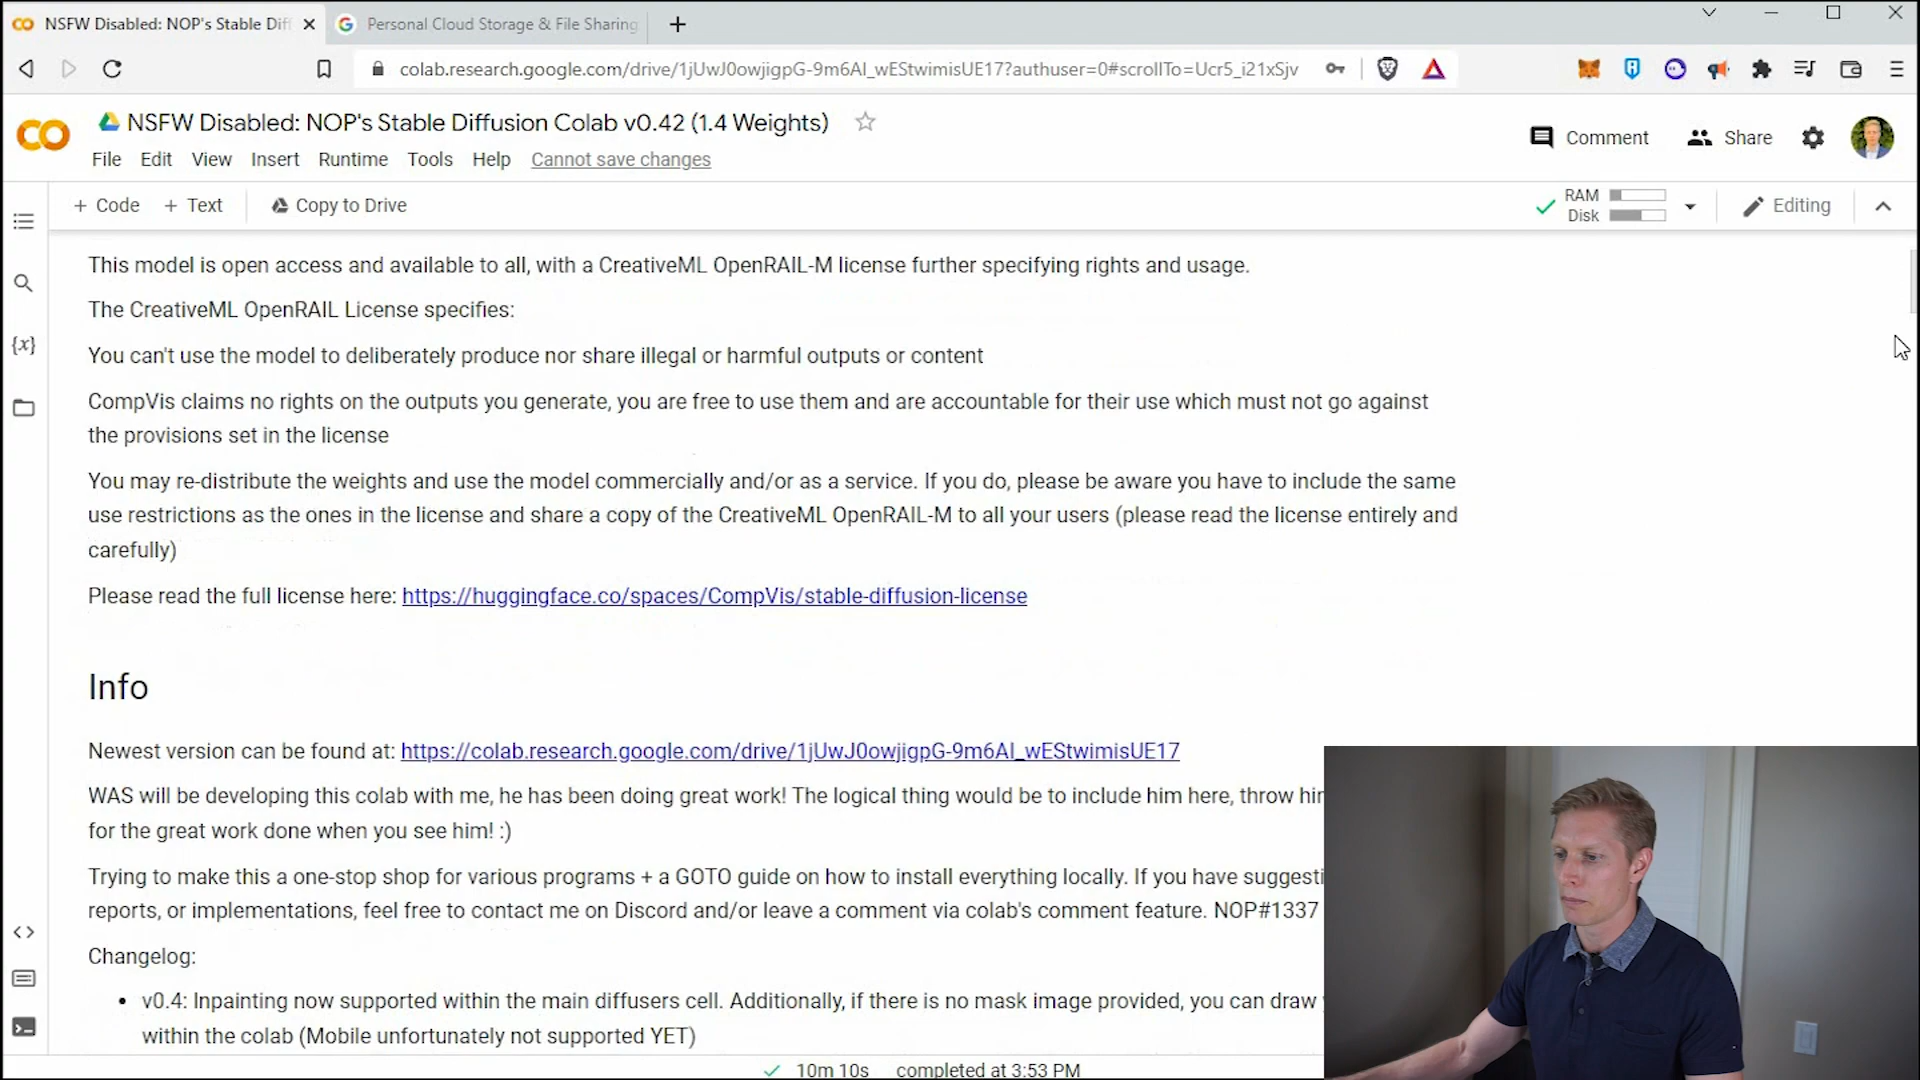 NSFW Disabled: NOP's Stable Diff
Personal Cloud Storage & File Sharing
colab.research.google.com/drive/1jUwJ0owjigpG-9m6Al_wEStwimisUE17?authuser=0#scrollTo=Ucr5_i21xSjv
NSFW Disabled: NOP's Stable Diffusion Colab v0.42 (1.4 Weights)
File Edit View Insert Runtime Tools Help Cannot save changes
Comment Share
+ Code + Text Copy to Drive
RAM
Disk
Editing
This model is open access and available to all, with a CreativeML OpenRAIL-M license further specifying rights and usage.
The CreativeML OpenRAIL License specifies:
You can't use the model to deliberately produce nor share illegal or harmful outputs or content
CompVis claims no rights on the outputs you generate, you are free to use them and are accountable for their use which must not go against
the provisions set in the license
You may re-distribute the weights and use the model commercially and/or as a service. If you do, please be aware you have to include the same
use restrictions as the ones in the license and share a copy of the CreativeML OpenRAIL-M to all your users (please read the license entirely and
carefully)
Please read the full license here: https://huggingface.co/spaces/CompVis/stable-diffusion-license
Info
Newest version can be found at: https://colab.research.google.com/drive/1jUwJ0owjigpG-9m6Al_wEStwimisUE17
WAS will be developing this colab with me, he has been doing great work! The logical thing would be to include him here, throw hir
for the great work done when you see him! :)
Trying to make this a one-stop shop for various programs + a GOTO guide on how to install everything locally. If you have suggesti
reports, or implementations, feel free to contact me on Discord and/or leave a comment via colab's comment feature. NOP#1337
Changelog:
• v0.4: Inpainting now supported within the main diffusers cell. Additionally, if there is no mask image provided, you can draw
within the colab (Mobile unfortunately not supported YET)
10m 10s completed at 3:53 PM